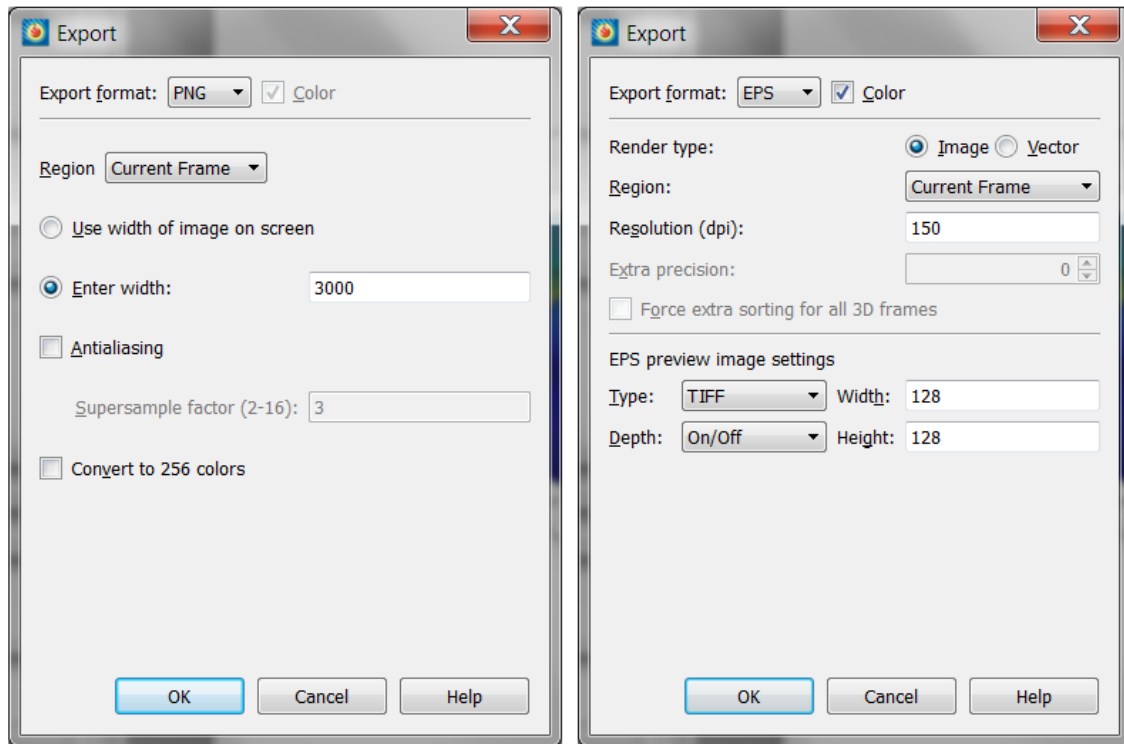 Export
Export format: PNG Color
Region Current Frame
Use width of image on screen
Enter width: 3000
Antialiasing
Supersample factor (2-16): 3
Convert to 256 colors
OK Cancel Help
Export
Export format: EPS Color
Render type: Image Vector
Region: Current Frame
Resolution (dpi): 150
Extra precision: 0
Force extra sorting for all 3D frames
EPS preview image settings
Type: TIFF Width: 128
Depth: On/Off Height: 128
OK Cancel Help